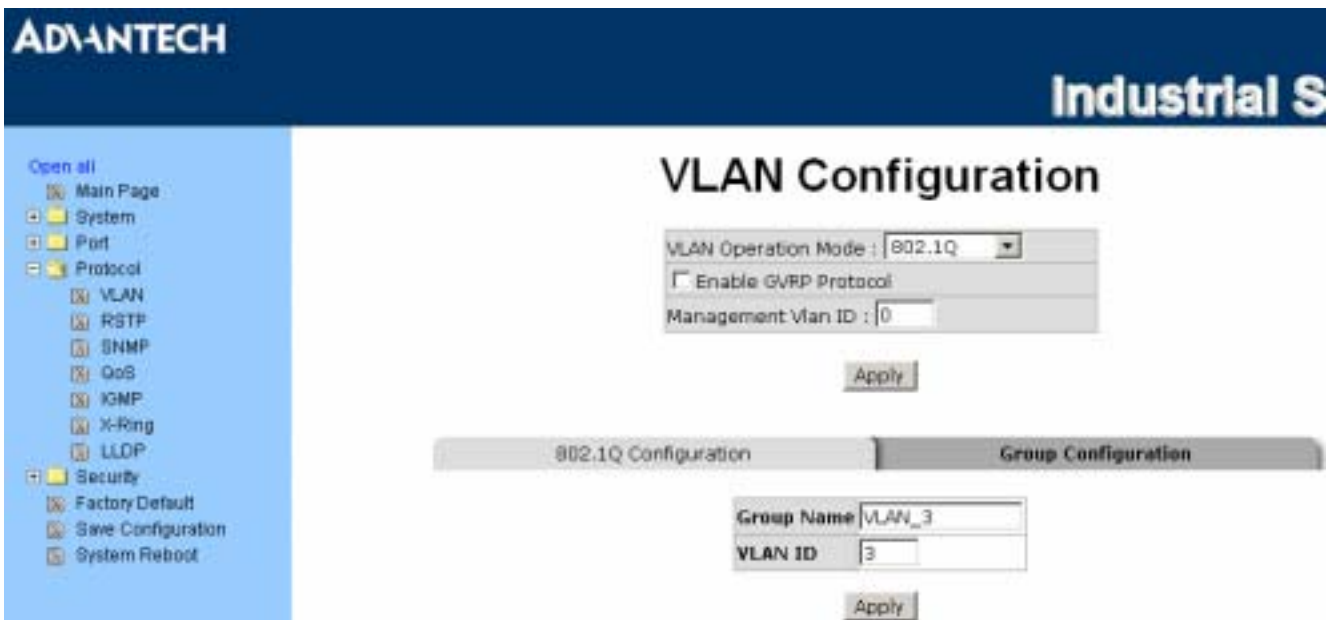 ADVANTECH
Industrial S
Open all
Main Page
System
Port
Protocol
VLAN
RSTP
SNMP
QoS
IGMP
X-Ring
LLDP
Security
Factory Default
Save Configuration
System Reboot
VLAN Configuration
VLAN Operation Mode : 802.1Q
Enable GVRP Protocol
Management Vlan ID : 0
Apply
802.1Q Configuration
Group Configuration
Group Name VLAN_3
VLAN ID 3
Apply